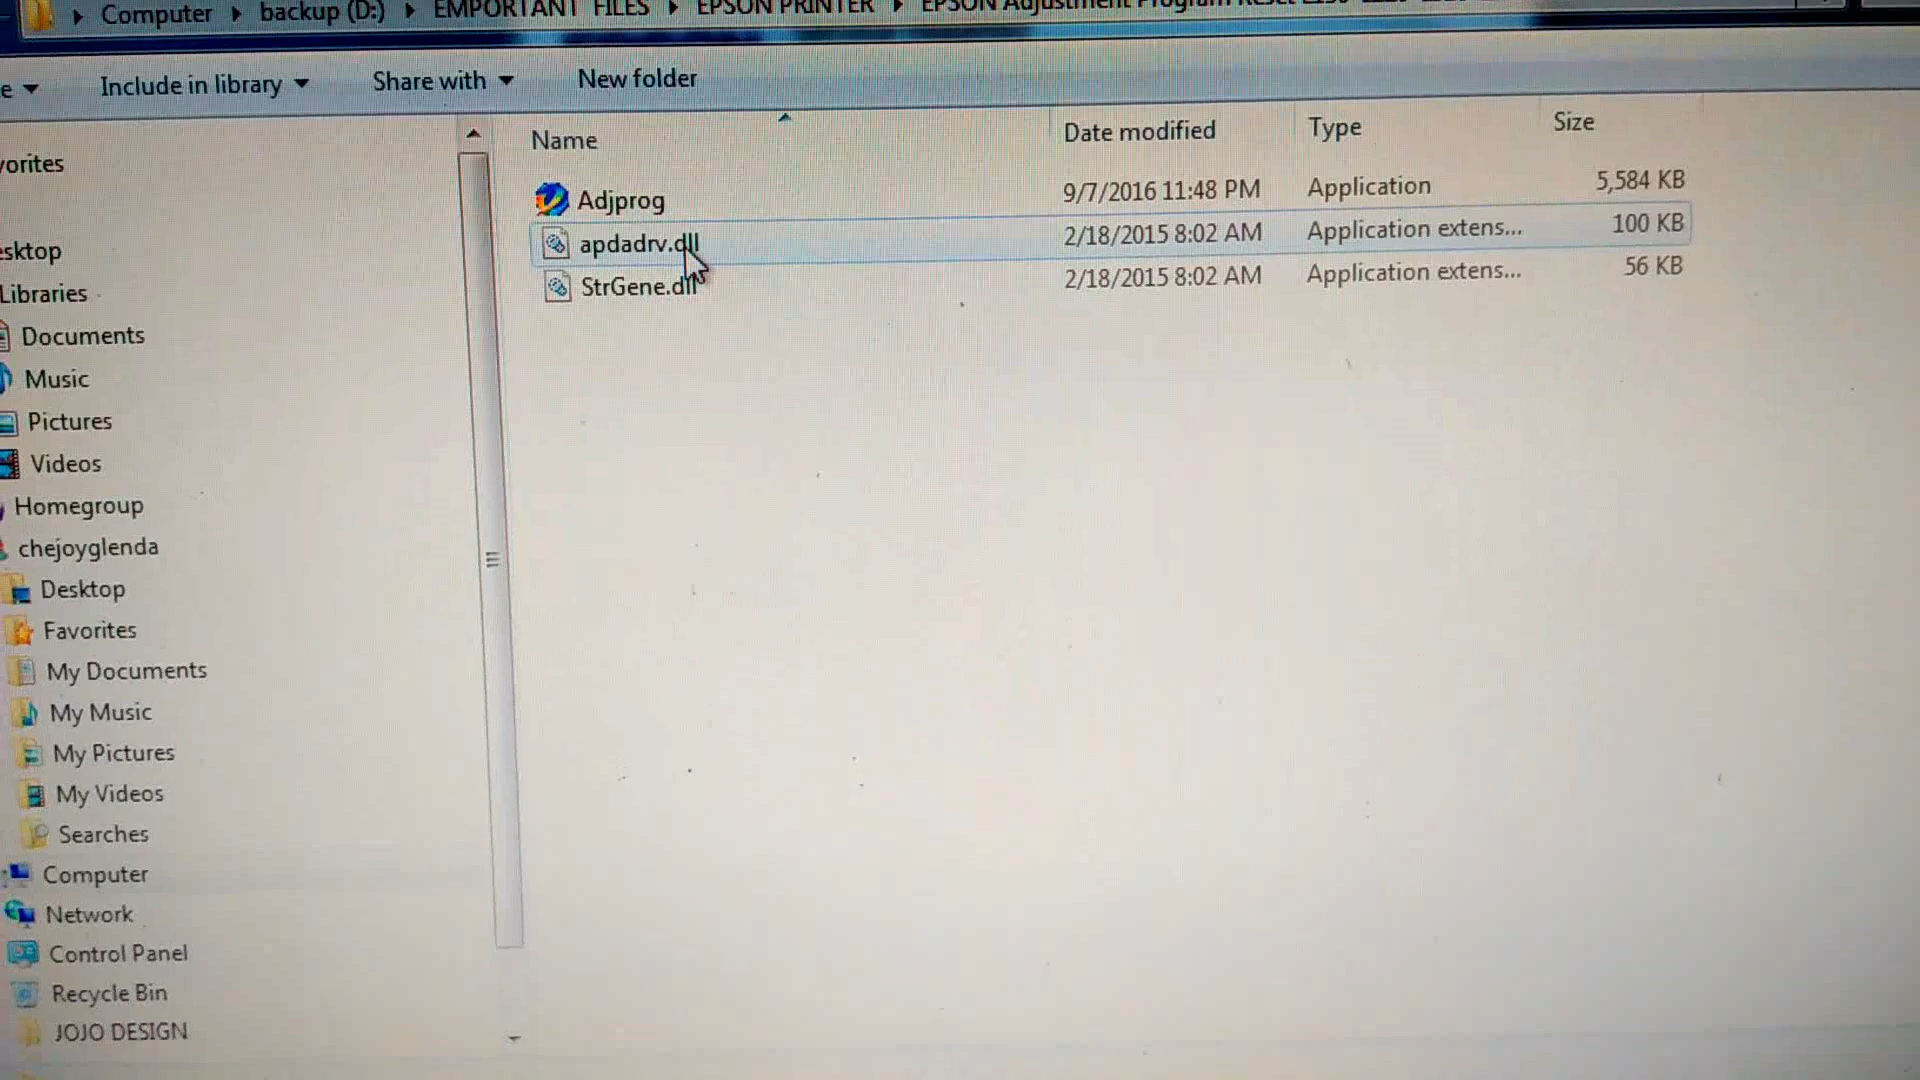 Computer backup (D:) EMPORTANT FILES EPSON PRINTER EPSON Adjustment Program Reset
e Include in library Share with New folder
Name Date modified Type Size
Adjprog 9/7/2016 11:48 PM Application 5,584 KB
apdadrv.dll 2/18/2015 8:02 AM Application extens... 100 KB
StrGene.dll 2/18/2015 8:02 AM Application extens... 56 KB
vorites
esktop
Libraries
Documents
Music
Pictures
Videos
Homegroup
chejoyglenda
Desktop
Favorites
My Documents
My Music
My Pictures
My Videos
Searches
Computer
Network
Control Panel
Recycle Bin
JOJO DESIGN